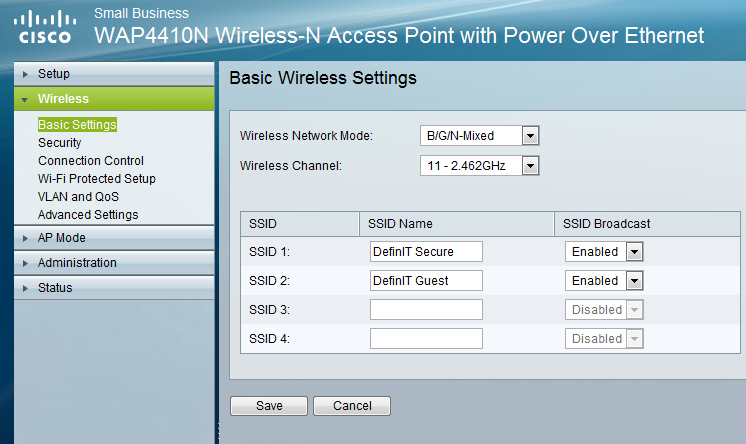 Small Business
CISCO
WAP4410N Wireless-N Access Point with Power Over Ethernet
Setup
Wireless
Basic Settings
Security
Connection Control
Wi-Fi Protected Setup
VLAN and QoS
Advanced Settings
AP Mode
Administration
Status
Basic Wireless Settings
Wireless Network Mode: B/G/N-Mixed
Wireless Channel: 11 - 2.462GHz
SSID SSID Name SSID Broadcast
SSID 1: DefinIT Secure Enabled
SSID 2: DefinIT Guest Enabled
SSID 3: Disabled
SSID 4: Disabled
Save Cancel